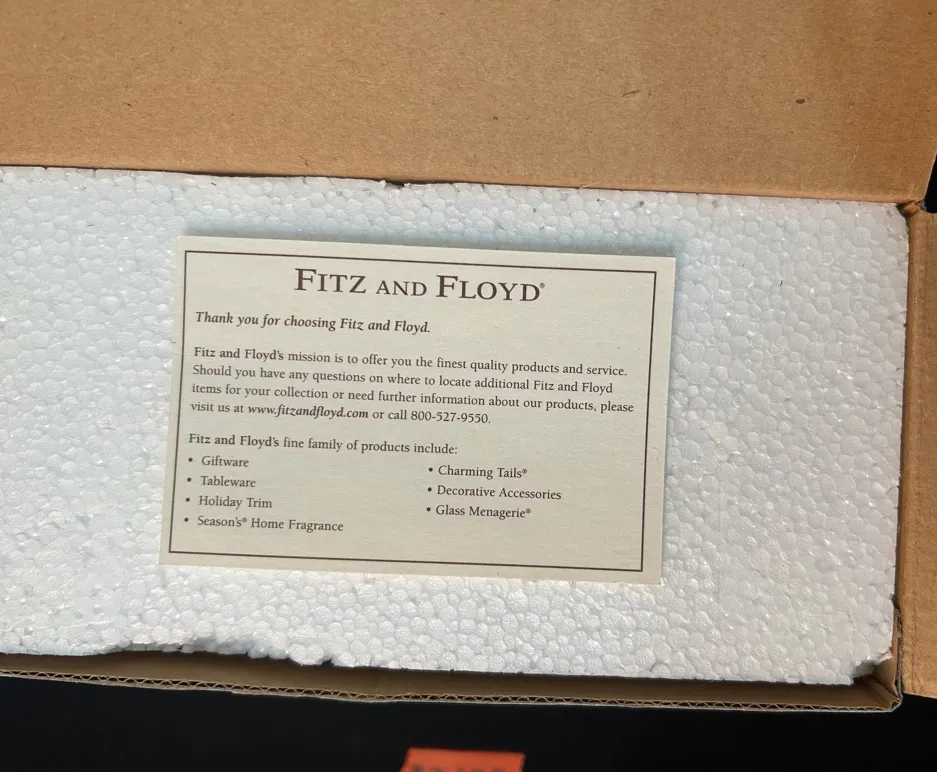 FITZ AND FLOYD®
Thank you for choosing Fitz and Floyd.
Fitz and Floyd's mission is to offer you the finest quality products and service.
Should you have any questions on where to locate additional Fitz and Floyd
items for your collection or need further information about our products, please
visit us at www.fitzandfloyd.com or call 800-527-9550.
Fitz and Floyd's fine family of products include:
• Giftware
• Tableware
• Holiday Trim
• Season's® Home Fragrance
• Charming Tails®
• Decorative Accessories
• Glass Menagerie®